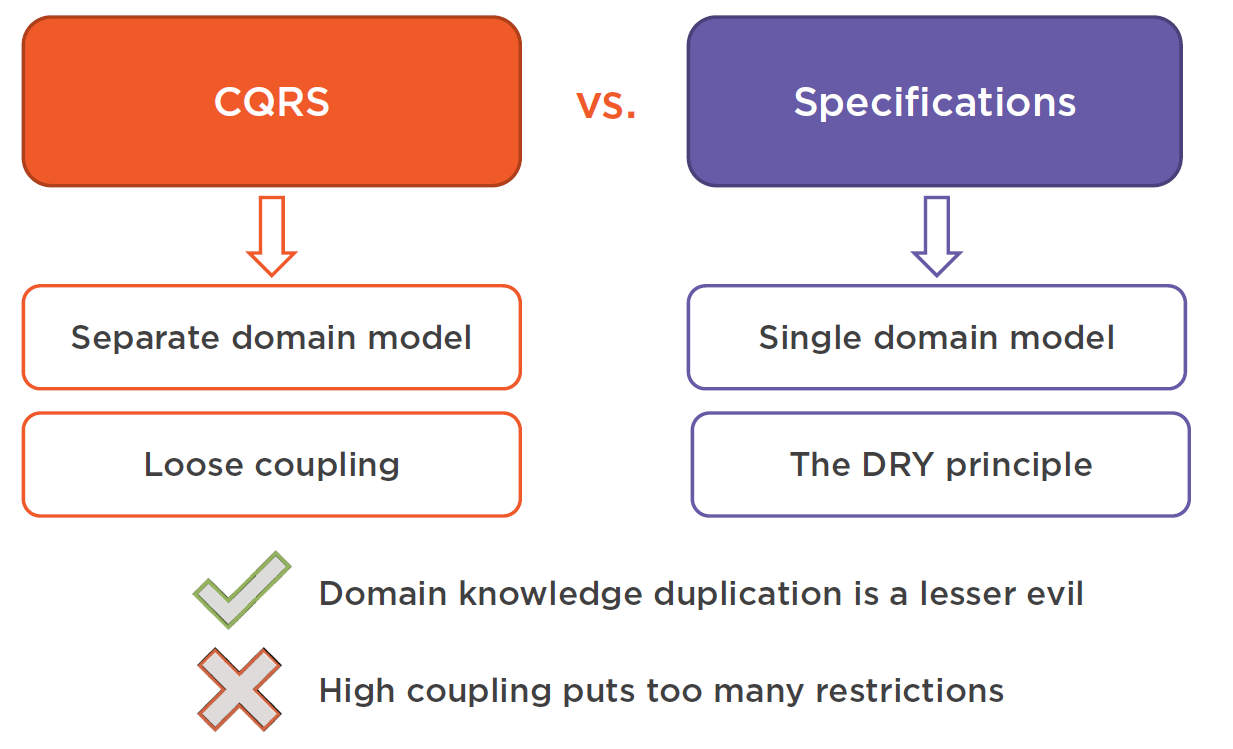 CQRS
vs.
Specifications
Separate domain model
Single domain model
Loose coupling
The DRY principle
Domain knowledge duplication is a lesser evil
High coupling puts too many restrictions